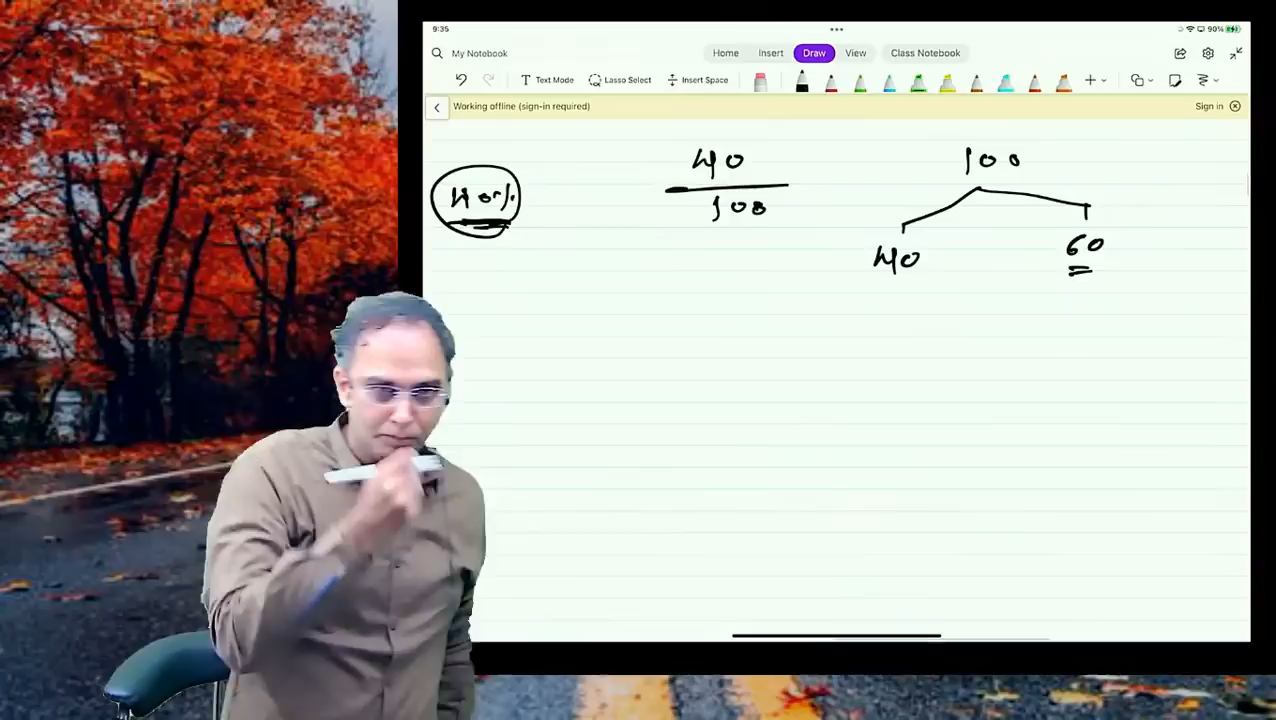 9:35
90%
My Notebook
Home Insert Draw View Class Notebook
Text Mode Lasso Select Insert Space
Working offline (sign-in required) Sign in
40%
40
100
100
40 60